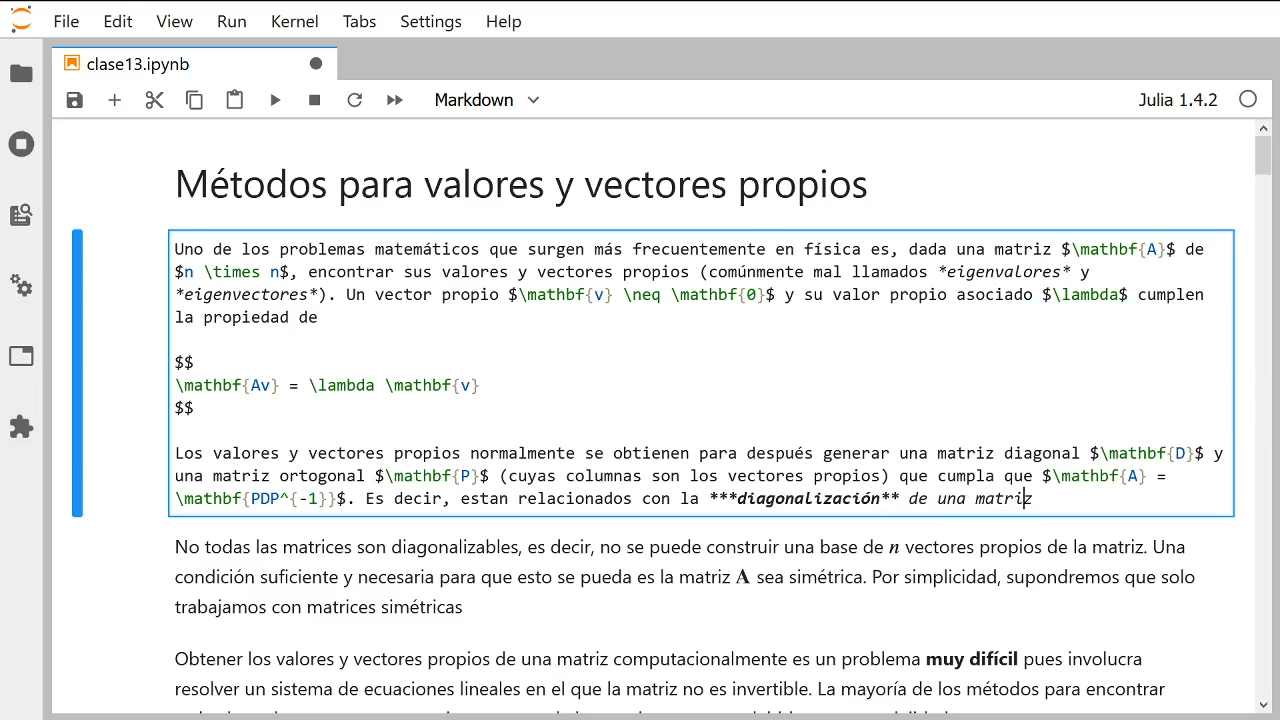 File Edit View Run Kernel Tabs Settings Help
clase13.ipynb
Markdown
Julia 1.4.2
Métodos para valores y vectores propios
Uno de los problemas matemáticos que surgen más frecuentemente en física es, dada una matriz $\mathbf{A}$ de
$n \times n$, encontrar sus valores y vectores propios (comúnmente mal llamados *eigenvalores* y
*eigenvectores*). Un vector propio $\mathbf{v} \neq \mathbf{0}$ y su valor propio asociado $\lambda$ cumplen
la propiedad de
$$
\mathbf{Av} = \lambda \mathbf{v}
$$
Los valores y vectores propios normalmente se obtienen para después generar una matriz diagonal $\mathbf{D}$ y
una matriz ortogonal $\mathbf{P}$ (cuyas columnas son los vectores propios) que cumpla que $\mathbf{A} =
\mathbf{PDP^{-1}}$. Es decir, estan relacionados con la ***diagonalización** de una matriz
No todas las matrices son diagonalizables, es decir, no se puede construir una base de n vectores propios de la matriz. Una
condición suficiente y necesaria para que esto se pueda es la matriz A sea simétrica. Por simplicidad, supondremos que solo
trabajamos con matrices simétricas
Obtener los valores y vectores propios de una matriz computacionalmente es un problema muy difícil pues involucra
resolver un sistema de ecuaciones lineales en el que la matriz no es invertible. La mayoría de los métodos para encontrar